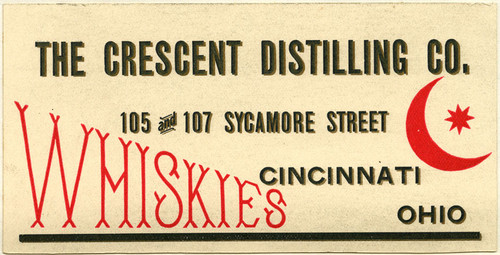 THE CRESCENT DISTILLING CO.
105 and 107 SYCAMORE STREET
WHISKIES
CINCINNATI
OHIO